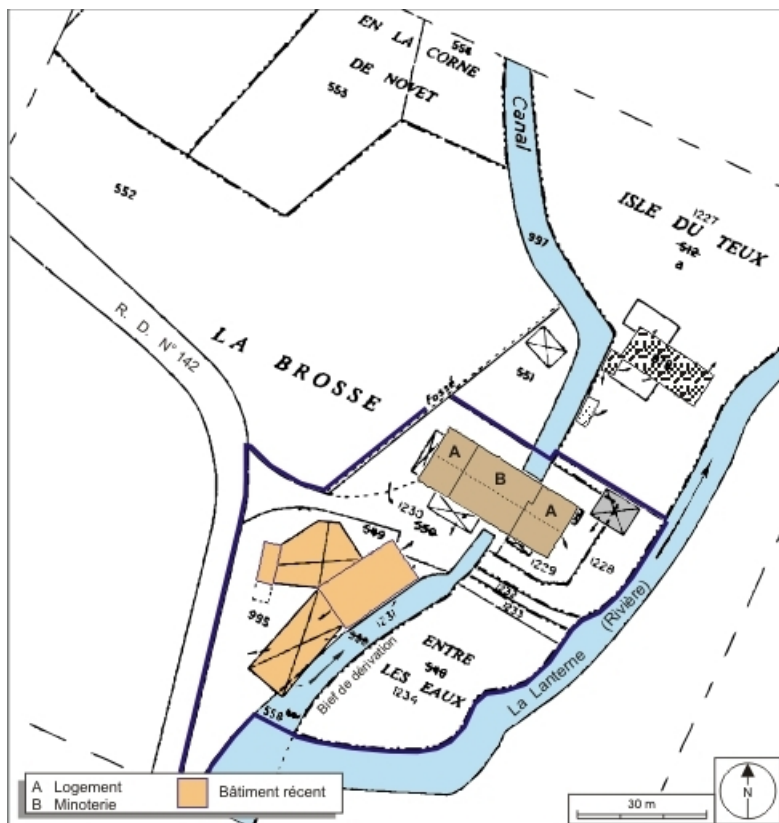 EN LA CORNE
DE NOVET
554
553
552
Canal
997
ISLE DU TEUX
1227
512
a
R. D. N° 142
LA BROSSE
551
Fossé
A
B
A
1230
550
549
1229
1228
1233
995
1231
Bief de dérivation
558
ENTRE
LES EAUX
548
1234
La Lanterne
(Rivière)
A Logement
B Minoterie
Bâtiment récent
30 m
N